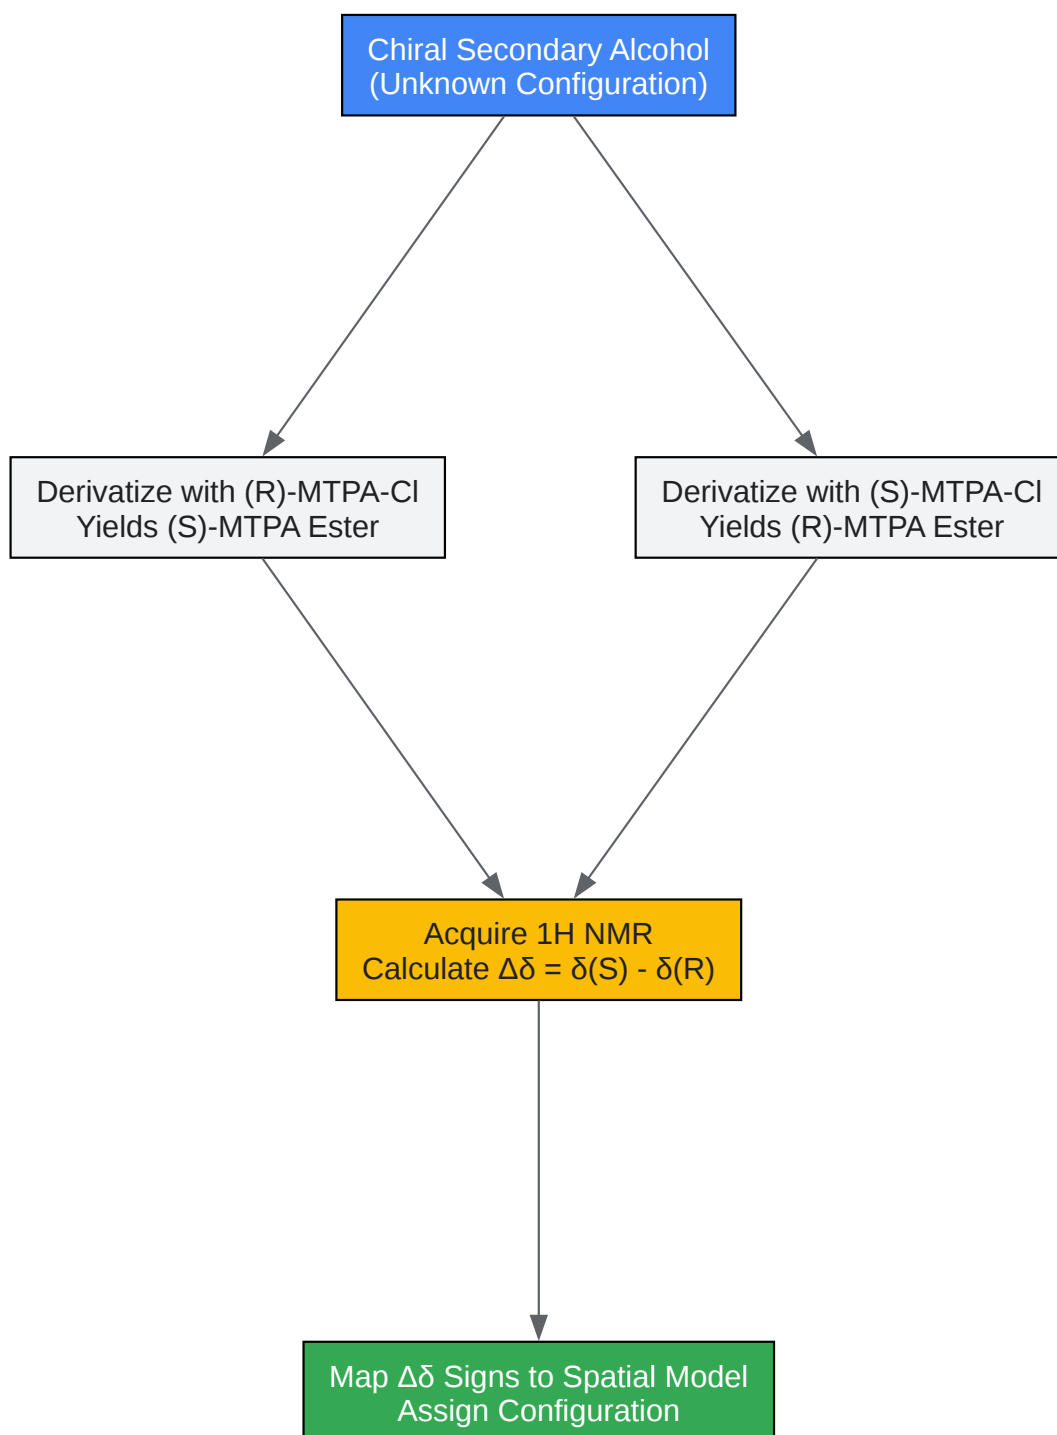 Chiral Secondary Alcohol
(Unknown Configuration)
Derivatize with (R)-MTPA-Cl
Yields (S)-MTPA Ester
Derivatize with (S)-MTPA-Cl
Yields (R)-MTPA Ester
Acquire 1H NMR
Calculate Δδ = δ(S) - δ(R)
Map Δδ Signs to Spatial Model
Assign Configuration